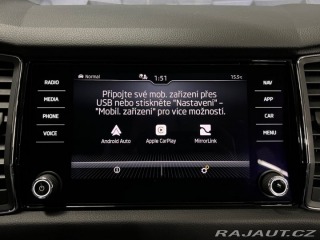 Normal
1:51
15.5°C
RADIO
MEDIA
PHONE
VOICE
Připojte své mob. zařízení přes
USB nebo stiskněte "Nastavení" -
"Mobil. zařízení" pro více možností.
Android Auto
Apple CarPlay
MirrorLink
NAV
APP
CAR
MENU
RAJAUT.CZ